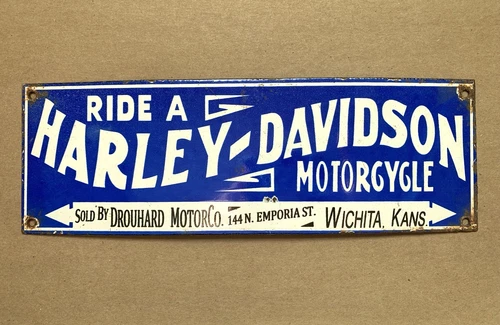 RIDE A
HARLEY-DAVIDSON
MOTORCYCLE
SOLD BY DROUHARD MOTOR CO. 144 N. EMPORIA ST. WICHITA, KANS.